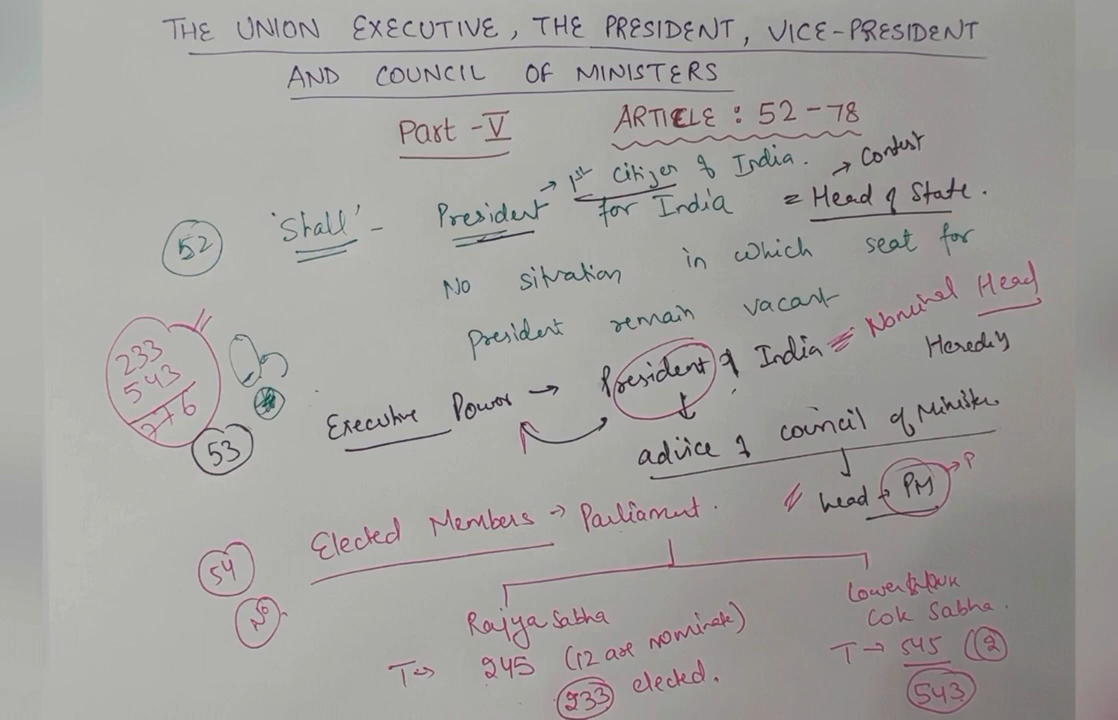 THE UNION EXECUTIVE, THE PRESIDENT, VICE-PRESIDENT
AND COUNCIL OF MINISTERS
Part - V ARTICLE : 52-78
→ 1st Citizen of India. → Contest
52 'Shall' - President for India = Head of State.
No situation in which seat for
president remain vacant
233
543
776
Executive Power → President of India = Nominal Head
Heredity
53
advice of council of Minister
head → PM → P
54 Elected Members → Parliament.
No
Rajya Sabha
T→ 245 (12 are nominate)
233 elected.
Lower
Lok Sabha.
T→ 545 (2)
543